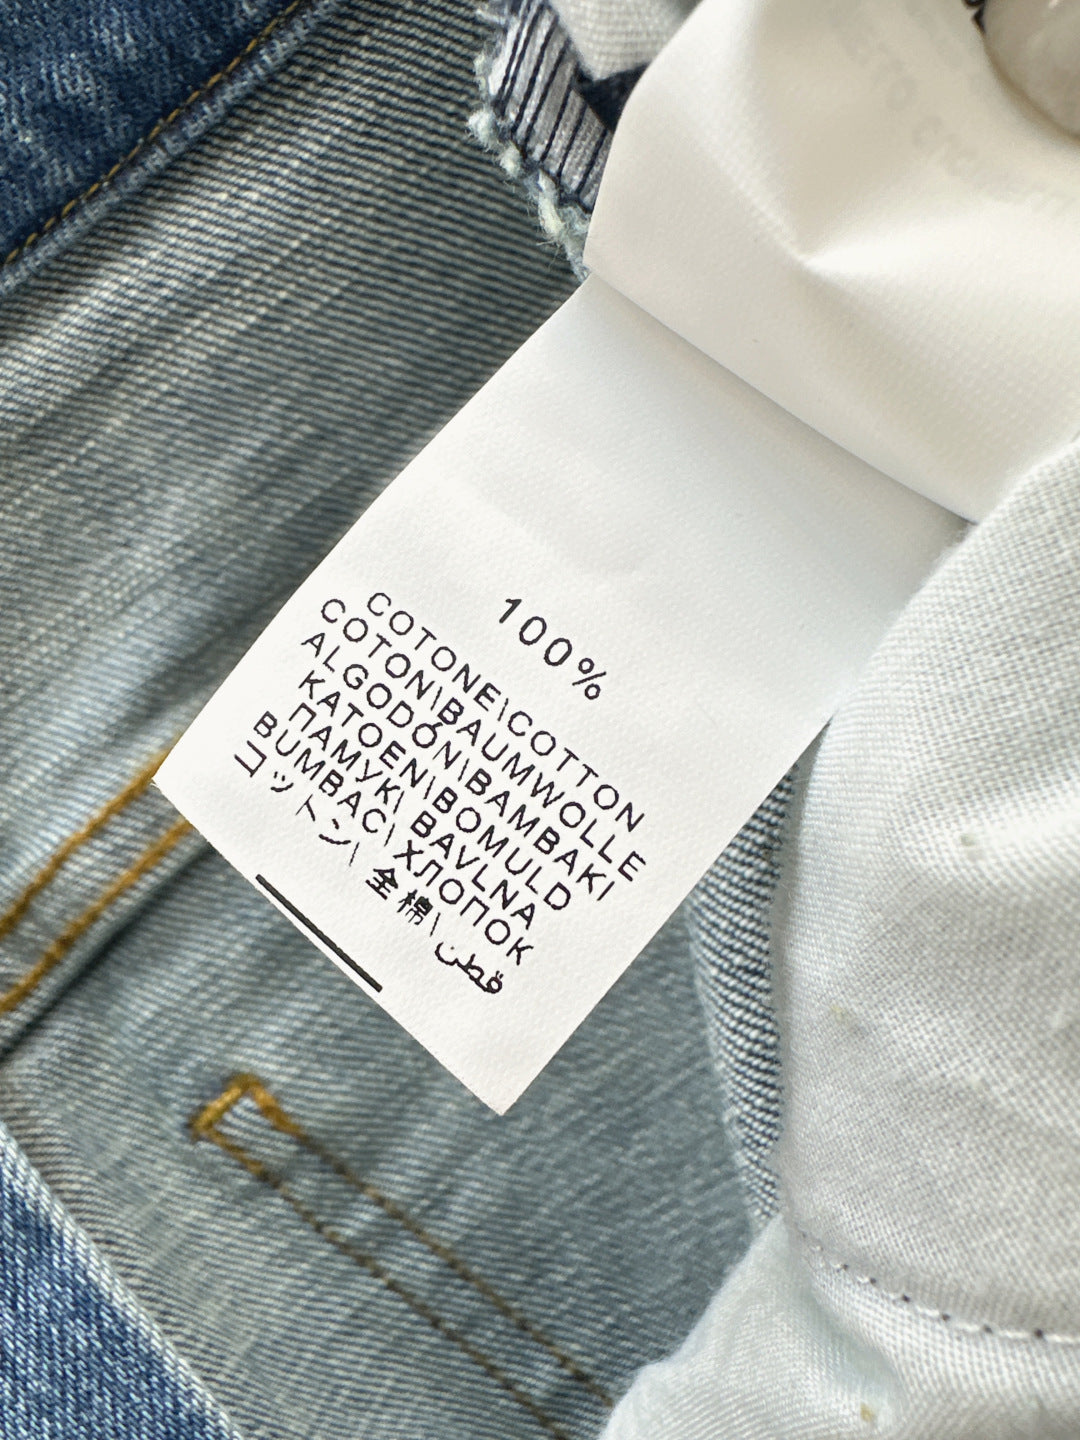 100%
COTONE\COTTON
COTON\BAUMWOLLE
ALGODÓN\BAMBAKI
KATOEN\BOMULD
ПАМУК\ BAVLNA
BUMBAC\ ХЛОПОК
コットン\ 全棉\ قطن